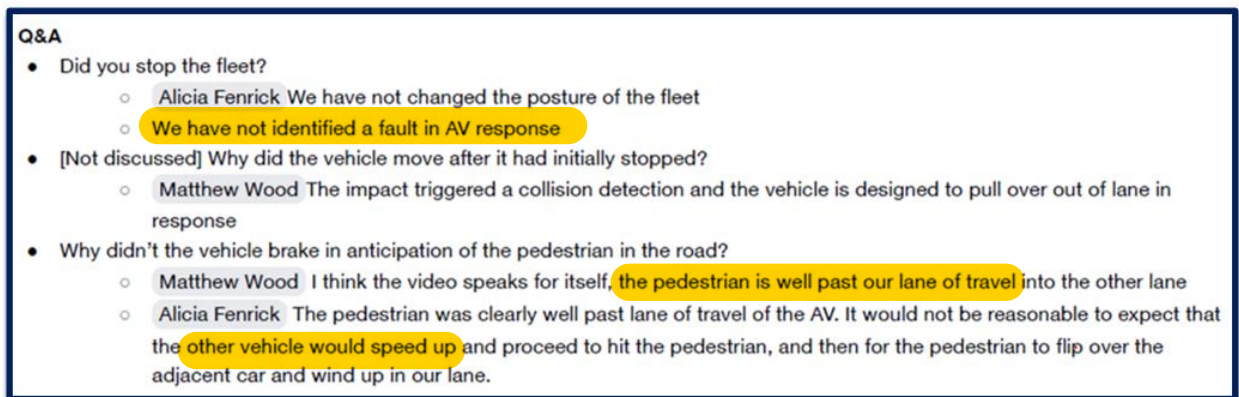 Q&A
• Did you stop the fleet?
○ Alicia Fenrick We have not changed the posture of the fleet
○ We have not identified a fault in AV response
• [Not discussed] Why did the vehicle move after it had initially stopped?
○ Matthew Wood The impact triggered a collision detection and the vehicle is designed to pull over out of lane in
response
• Why didn't the vehicle brake in anticipation of the pedestrian in the road?
○ Matthew Wood I think the video speaks for itself, the pedestrian is well past our lane of travel into the other lane
○ Alicia Fenrick The pedestrian was clearly well past lane of travel of the AV. It would not be reasonable to expect that
the other vehicle would speed up and proceed to hit the pedestrian, and then for the pedestrian to flip over the
adjacent car and wind up in our lane.